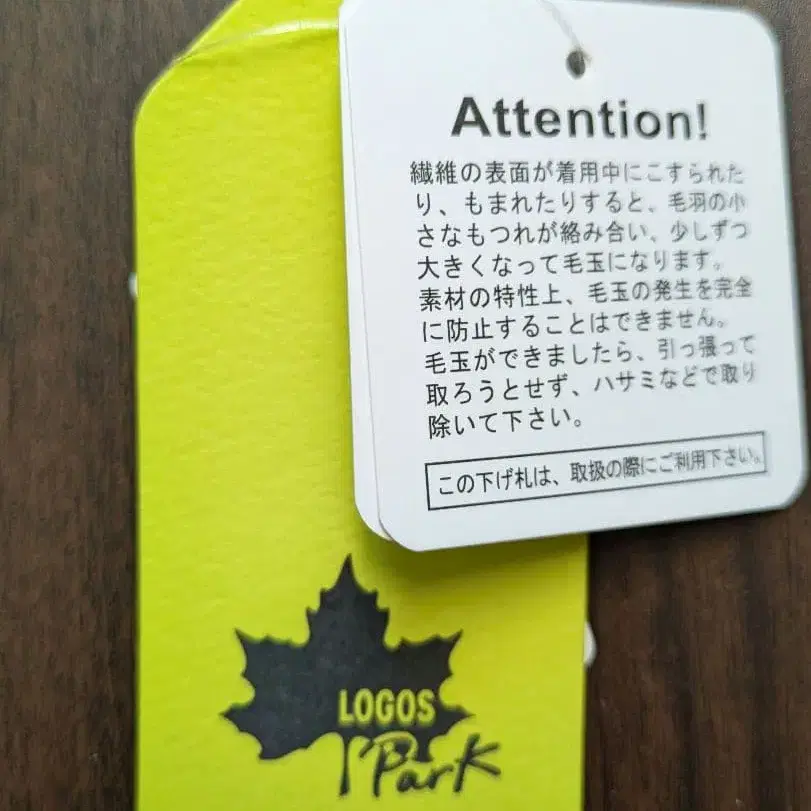 Attention!
繊維の表面が着用中にこすられた
り、もまれたりすると、毛羽の小
さなもつれが絡み合い、少しずつ
大きくなって毛玉になります。
素材の特性上、毛玉の発生を完全
に防止することはできません。
毛玉ができましたら、引っ張って
取ろうとせず、ハサミなどで取り
除いて下さい。
この下げ札は、取扱の際にご利用下さい。
LOGOS
Park